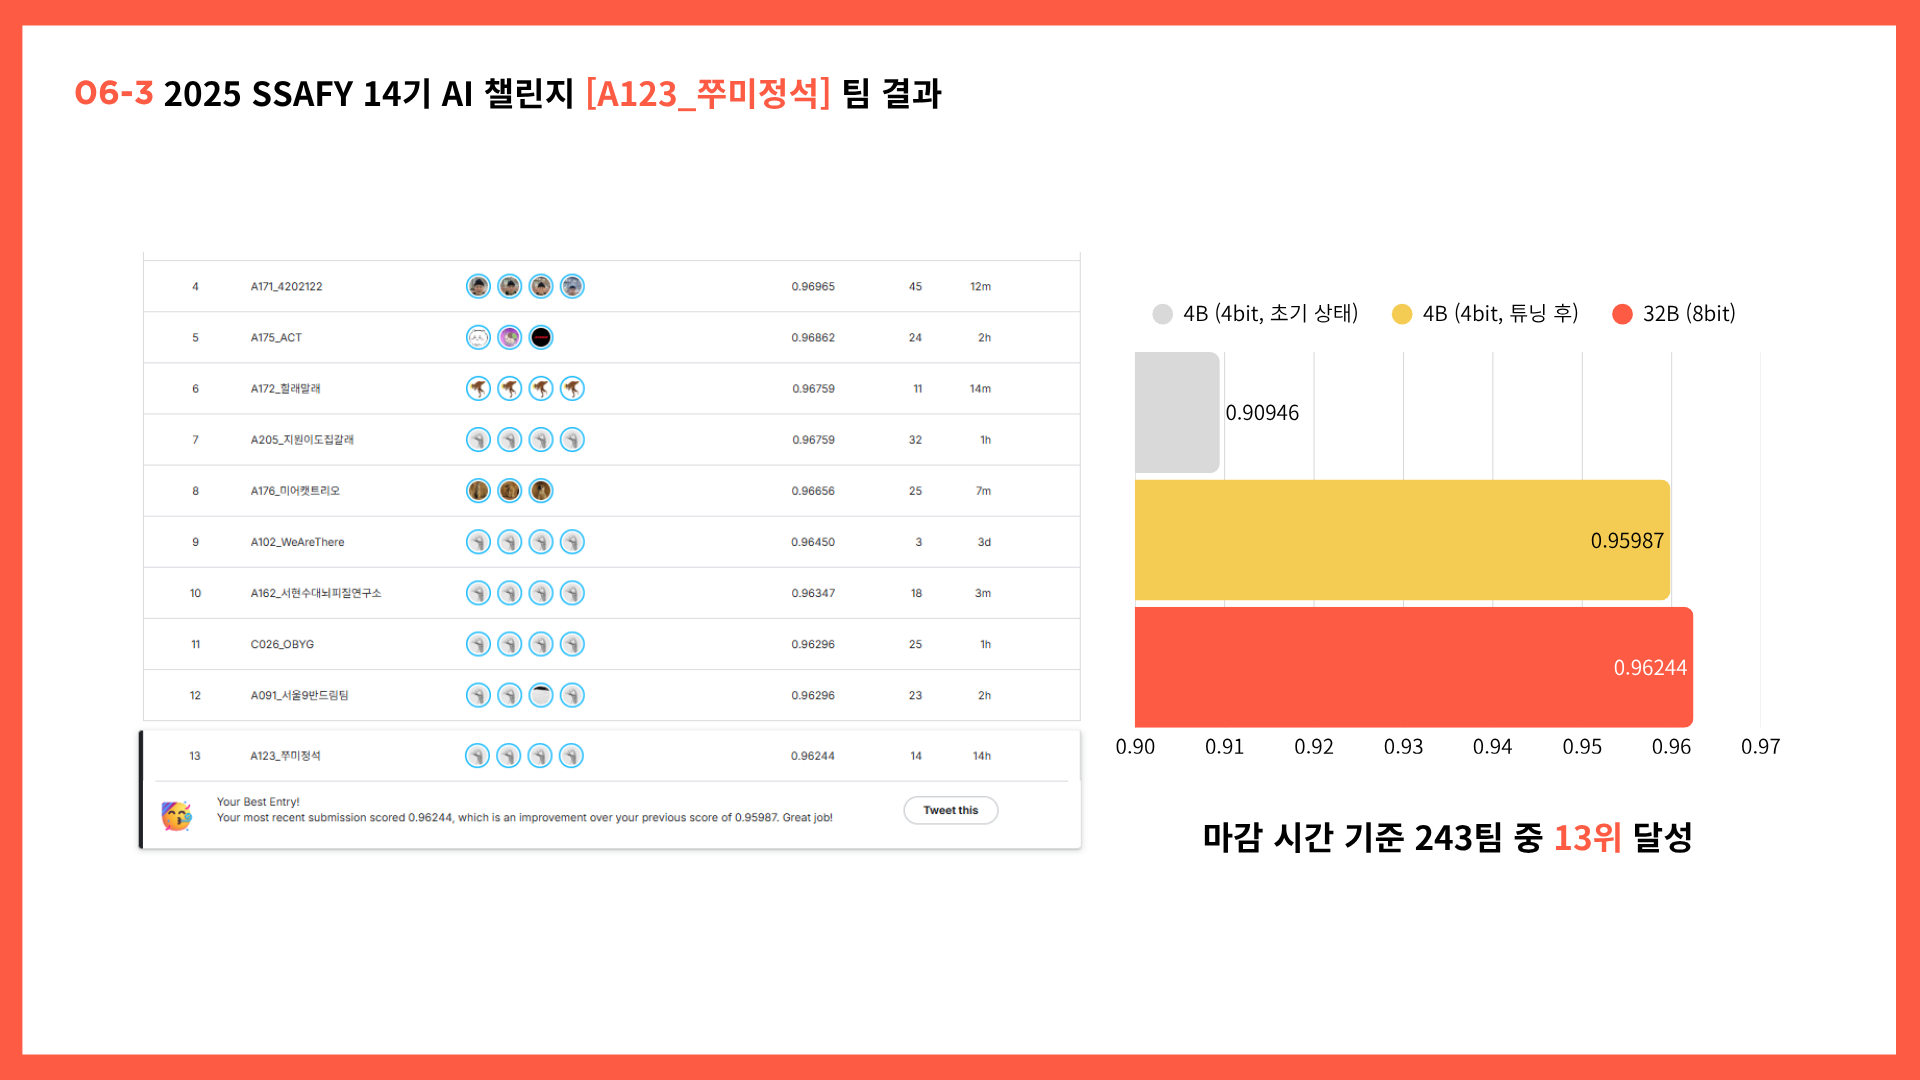 06-3 2025 SSAFY 14기 AI 챌린지 [A123_쭈미정석] 팀 결과
4 A171_4202122 0.96965 45 12m
5 A175_ACT 0.96862 24 2h
6 A172_힐래말래 0.96759 11 14m
7 A205_지원이도집갈래 0.96759 32 1h
8 A176_미어캣트리오 0.96656 25 7m
9 A102_WeAreThere 0.96450 3 3d
10 A162_서현수대뇌피질연구소 0.96347 18 3m
11 C026_OBYG 0.96296 25 1h
12 A091_서울9반드림팀 0.96296 23 2h
13 A123_쭈미정석 0.96244 14 14h
Your Best Entry!
Your most recent submission scored 0.96244, which is an improvement over your previous score of 0.95987. Great job!
Tweet this
4B (4bit, 초기 상태) 4B (4bit, 튜닝 후) 32B (8bit)
0.90946
0.95987
0.96244
0.90 0.91 0.92 0.93 0.94 0.95 0.96 0.97
마감 시간 기준 243팀 중 13위 달성